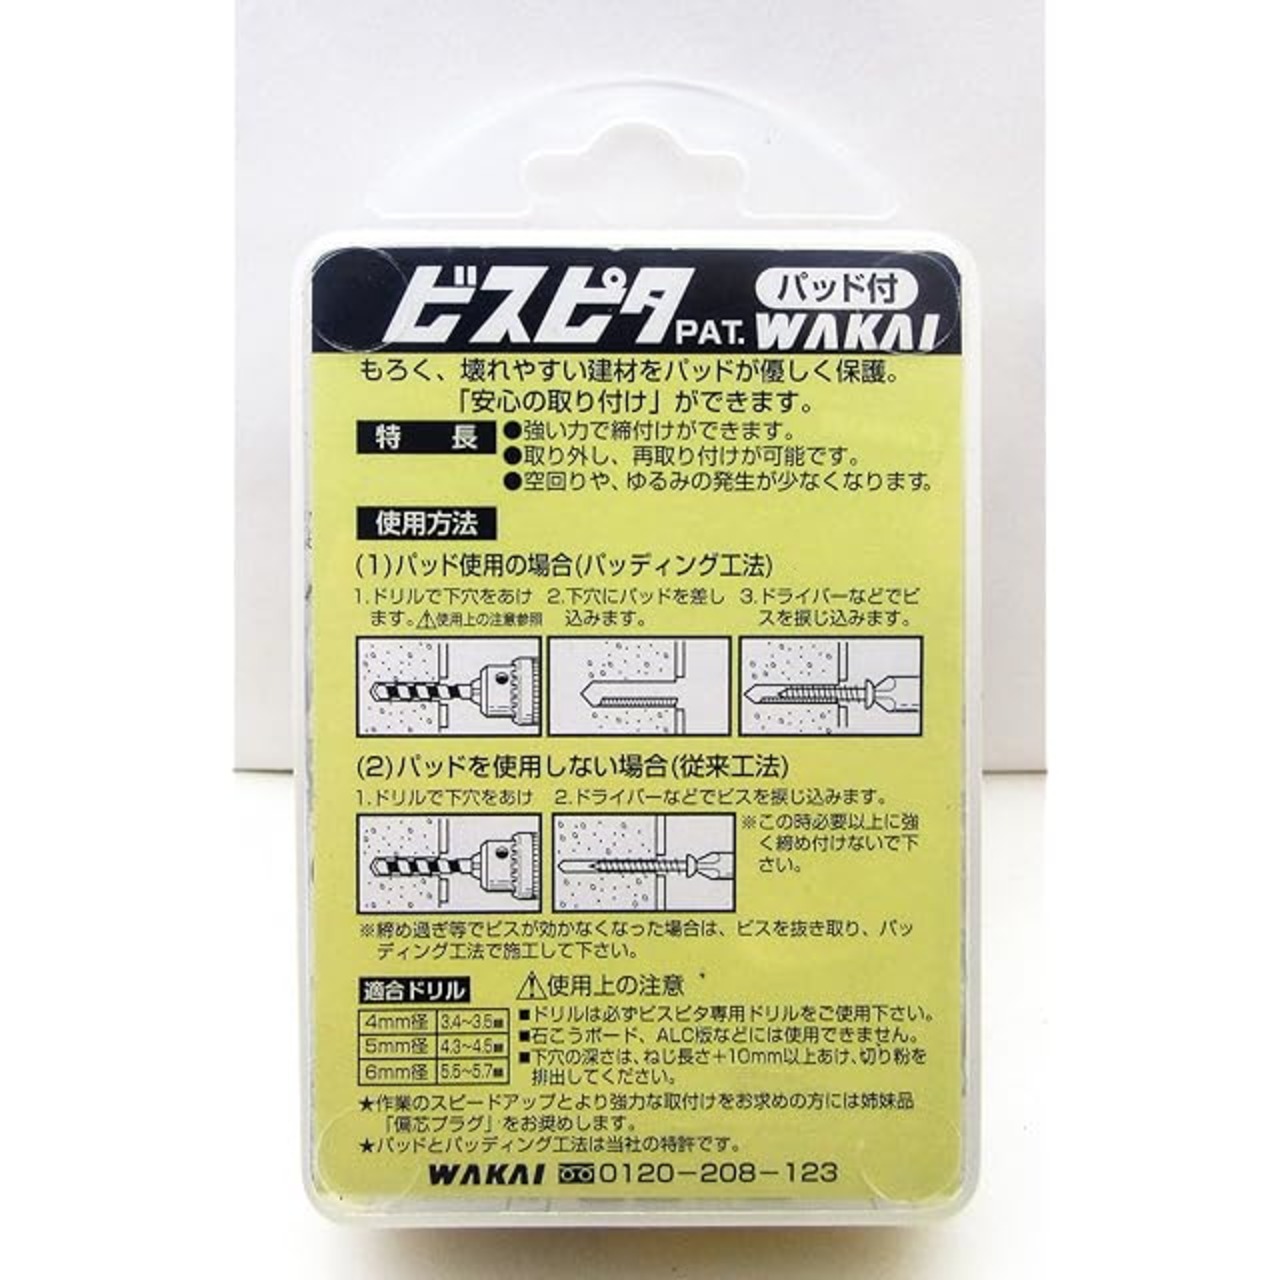 ビスピタ PAT. パッド付 WAKAI
もろく、壊れやすい建材をパッドが優しく保護。
「安心の取り付け」ができます。
特 長 ●強い力で締付けができます。
●取り外し、再取り付けが可能です。
●空回りや、ゆるみの発生が少なくなります。
使用方法
(1)パッド使用の場合(パッディング工法)
1.ドリルで下穴をあけ
ます。⚠使用上の注意参照
2.下穴にパッドを差し
込みます。
3.ドライバーなどでビ
スを捩じ込みます。
(2)パッドを使用しない場合(従来工法)
1.ドリルで下穴をあけ
2.ドライバーなどでビスを捩じ込みます。
※この時必要以上に強
く締め付けないで下
さい。
※締め過ぎ等でビスが効かなくなった場合は、ビスを抜き取り、パッ
ディング工法で施工して下さい。
適合ドリル
4mm径 3.4~3.5㎜
5mm径 4.3~4.5㎜
6mm径 5.5~5.7㎜
⚠使用上の注意
■ドリルは必ずビスピタ専用ドリルをご使用下さい。
■石こうボード、ALC版などには使用できません。
■下穴の深さは、ねじ長さ+10mm以上あけ、切り粉を
排出してください。
★作業のスピードアップとより強力な取付けをお求めの方には姉妹品
「偏芯プラグ」をお奨めします。
★パッドとパッディング工法は当社の特許です。
WAKAI 0120-208-123